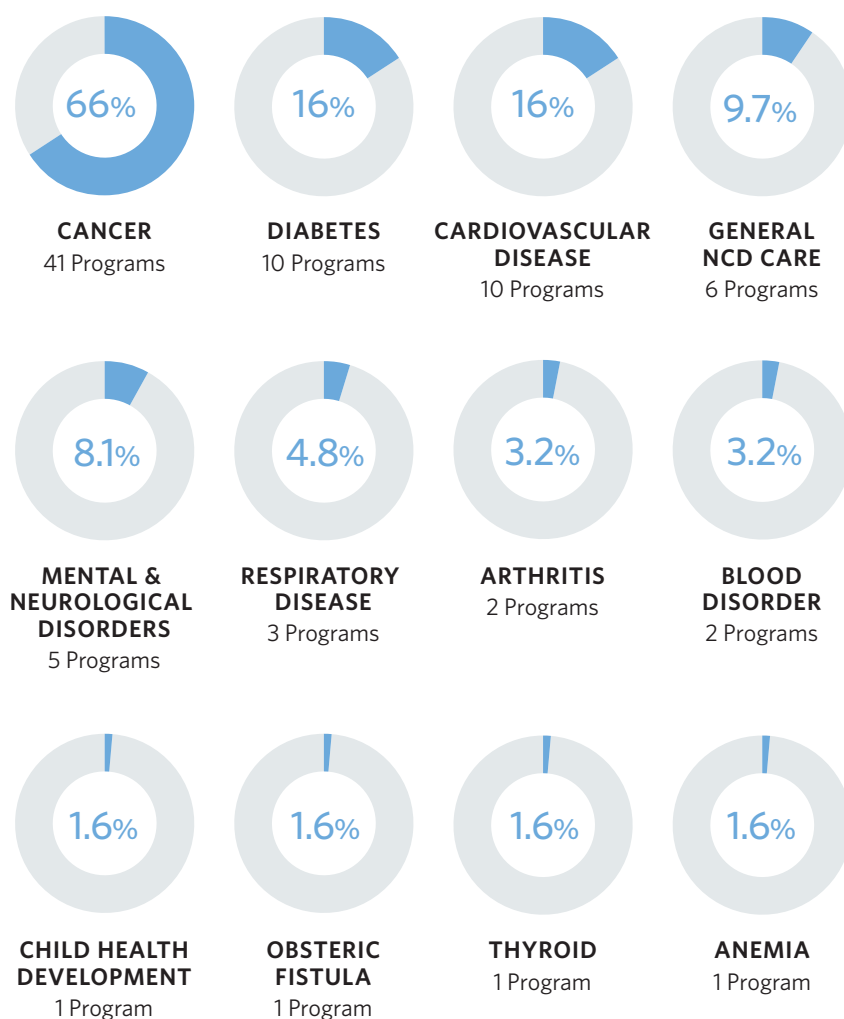 66%
CANCER
41 Programs
16%
DIABETES
10 Programs
16%
CARDIOVASCULAR
DISEASE
10 Programs
9.7%
GENERAL
NCD CARE
6 Programs
8.1%
MENTAL &
NEUROLOGICAL
DISORDERS
5 Programs
4.8%
RESPIRATORY
DISEASE
3 Programs
3.2%
ARTHRITIS
2 Programs
3.2%
BLOOD
DISORDER
2 Programs
1.6%
CHILD HEALTH
DEVELOPMENT
1 Program
1.6%
OBSTERIC
FISTULA
1 Program
1.6%
THYROID
1 Program
1.6%
ANEMIA
1 Program